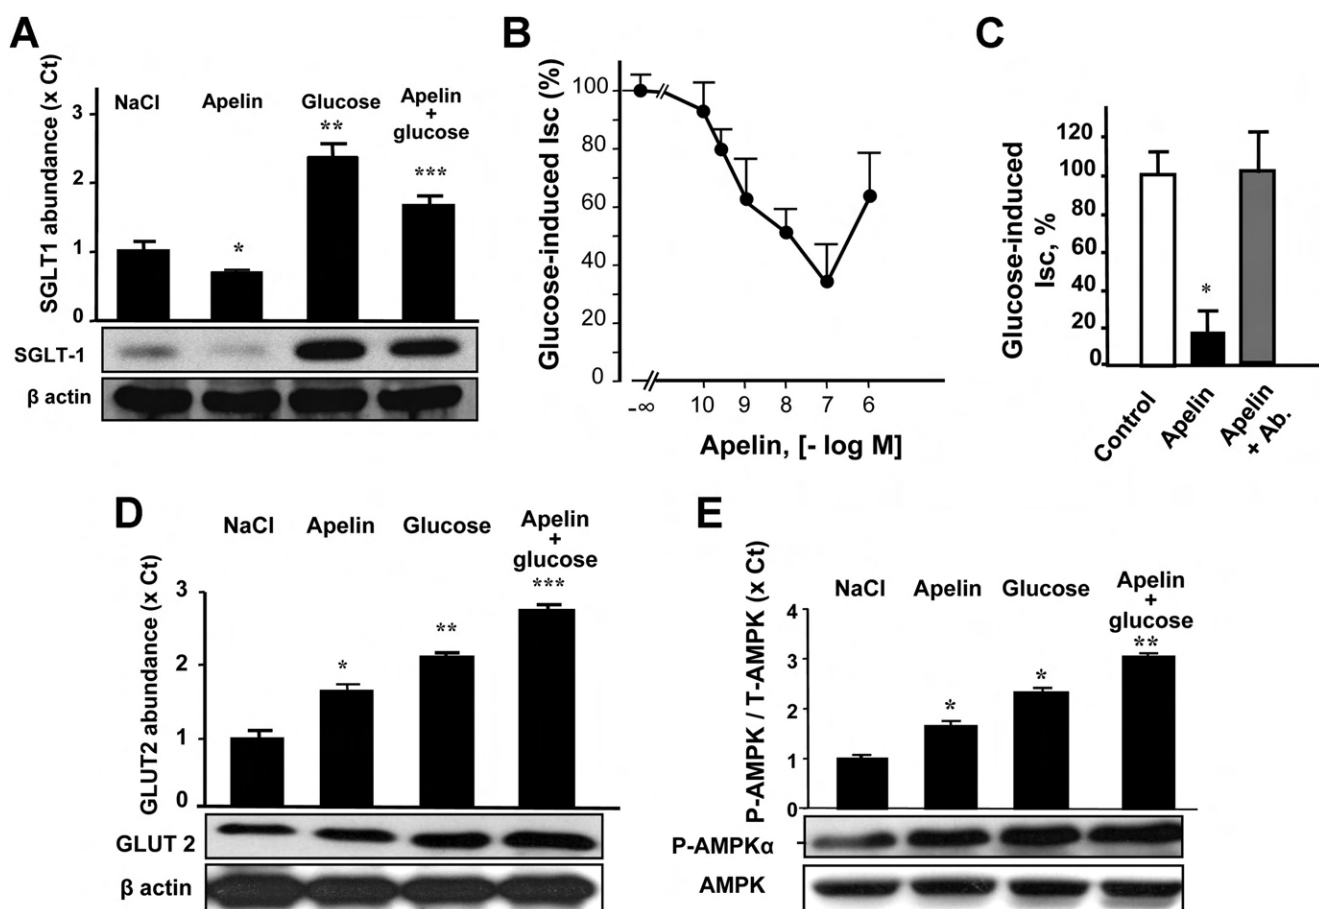 A
SGLT1 abundance (x Ct)
NaCl
Apelin
Glucose
Apelin
+
glucose
**
***
*
3
2
1
0
SGLT-1
β actin
B
Glucose-induced Isc (%)
100
80
60
40
20
0
-∞
10
9
8
7
6
Apelin, [- log M]
C
Glucose-induced
Isc, %
120
100
80
60
40
20
0
*
Control
Apelin
Apelin
+ Ab.
D
GLUT2 abundance (x Ct)
NaCl
Apelin
Glucose
Apelin
+
glucose
***
**
*
3
2
1
0
GLUT 2
β actin
E
P-AMPK / T-AMPK (x Ct)
NaCl
Apelin
Glucose
Apelin
+
glucose
**
*
*
4
3
2
1
0
P-AMPKα
AMPK